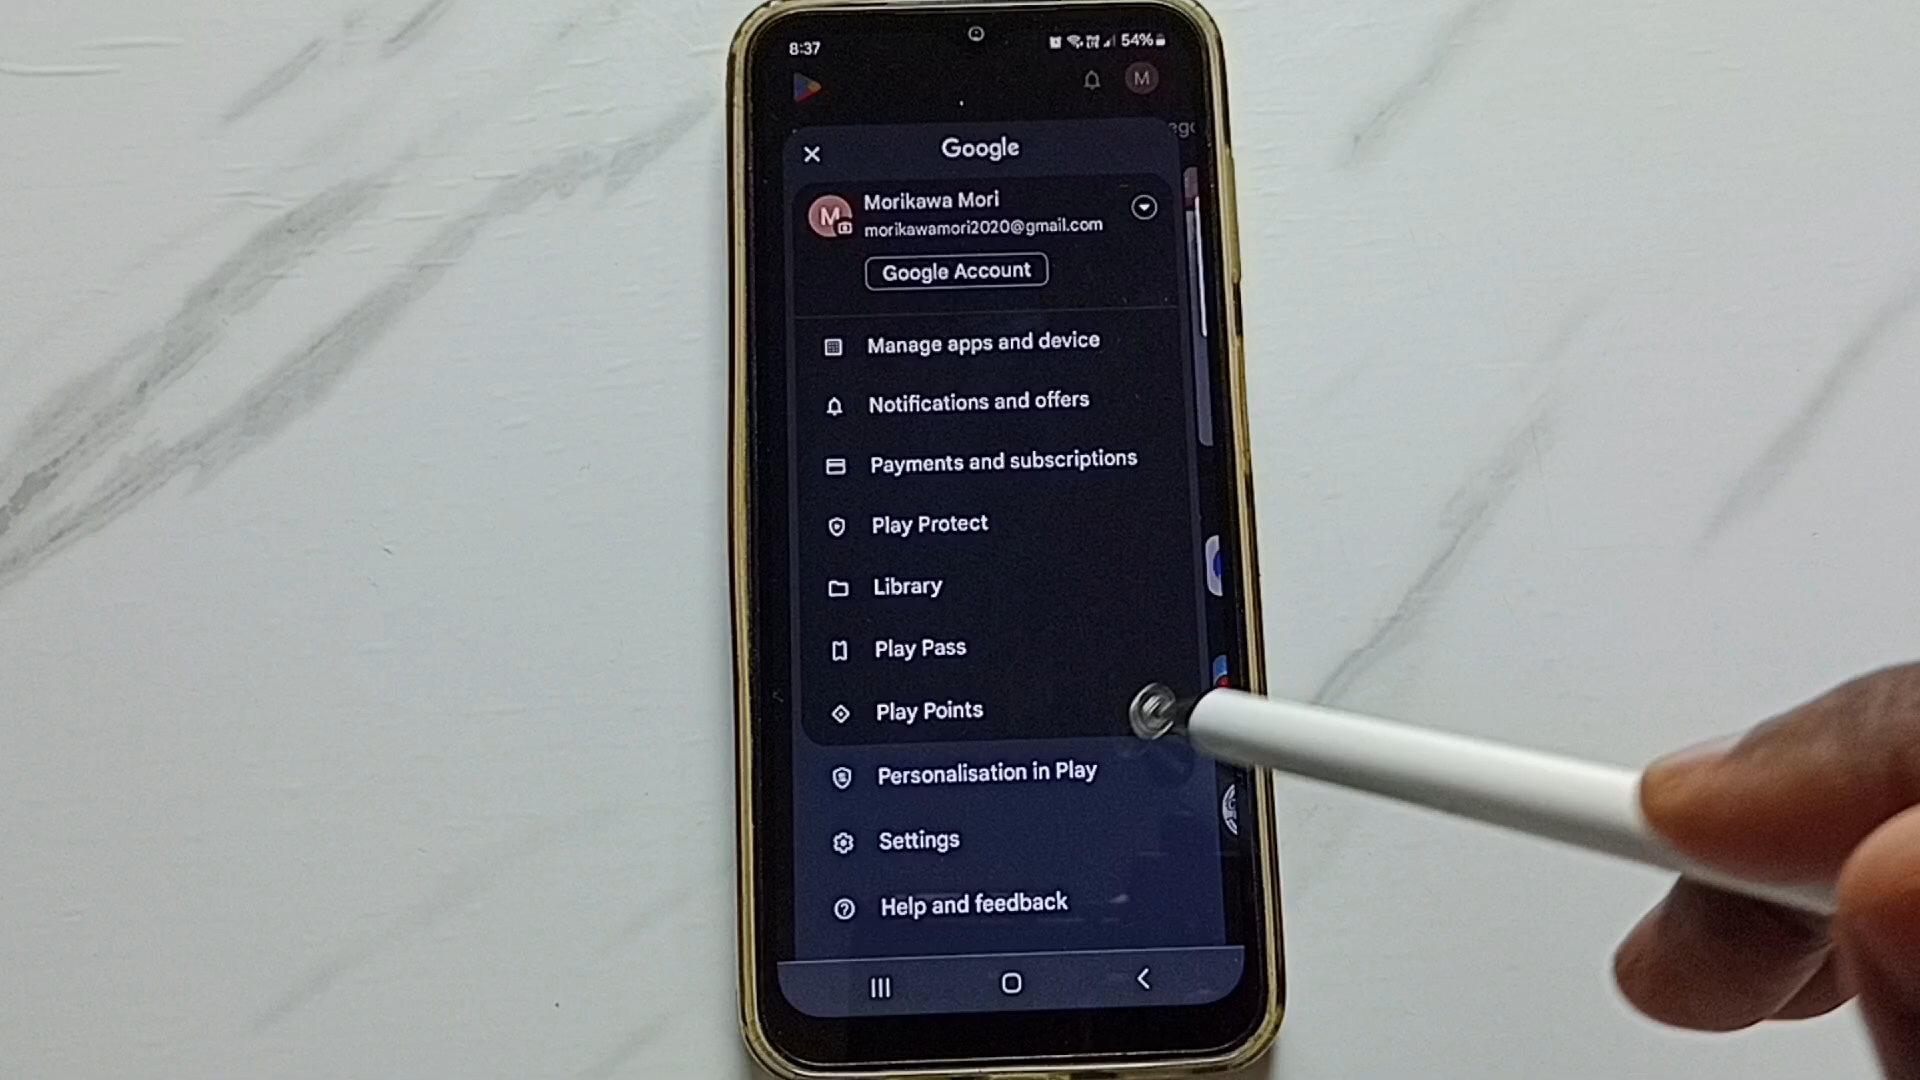 8:37
54%
M
Google
M
Morikawa Mori
morikawamori2020@gmail.com
Google Account
Manage apps and device
Notifications and offers
Payments and subscriptions
Play Protect
Library
Play Pass
Play Points
Personalisation in Play
Settings
Help and feedback